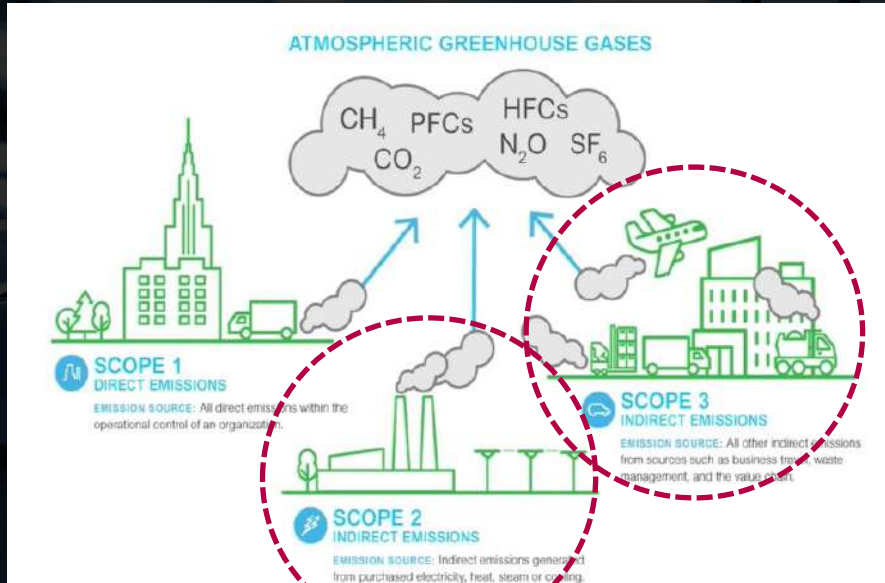 ATMOSPHERIC GREENHOUSE GASES
CH₄ PFCs HFCs
CO₂ N₂O SF₆
SCOPE 1
DIRECT EMISSIONS
EMISSION SOURCE: All direct emissions within the
operational control of an organization.
SCOPE 2
INDIRECT EMISSIONS
EMISSION SOURCE: Indirect emissions generated
from purchased electricity, heat, steam or cooling.
SCOPE 3
INDIRECT EMISSIONS
EMISSION SOURCE: All other indirect emissions
from sources such as business travel, waste
management, and the value chain.